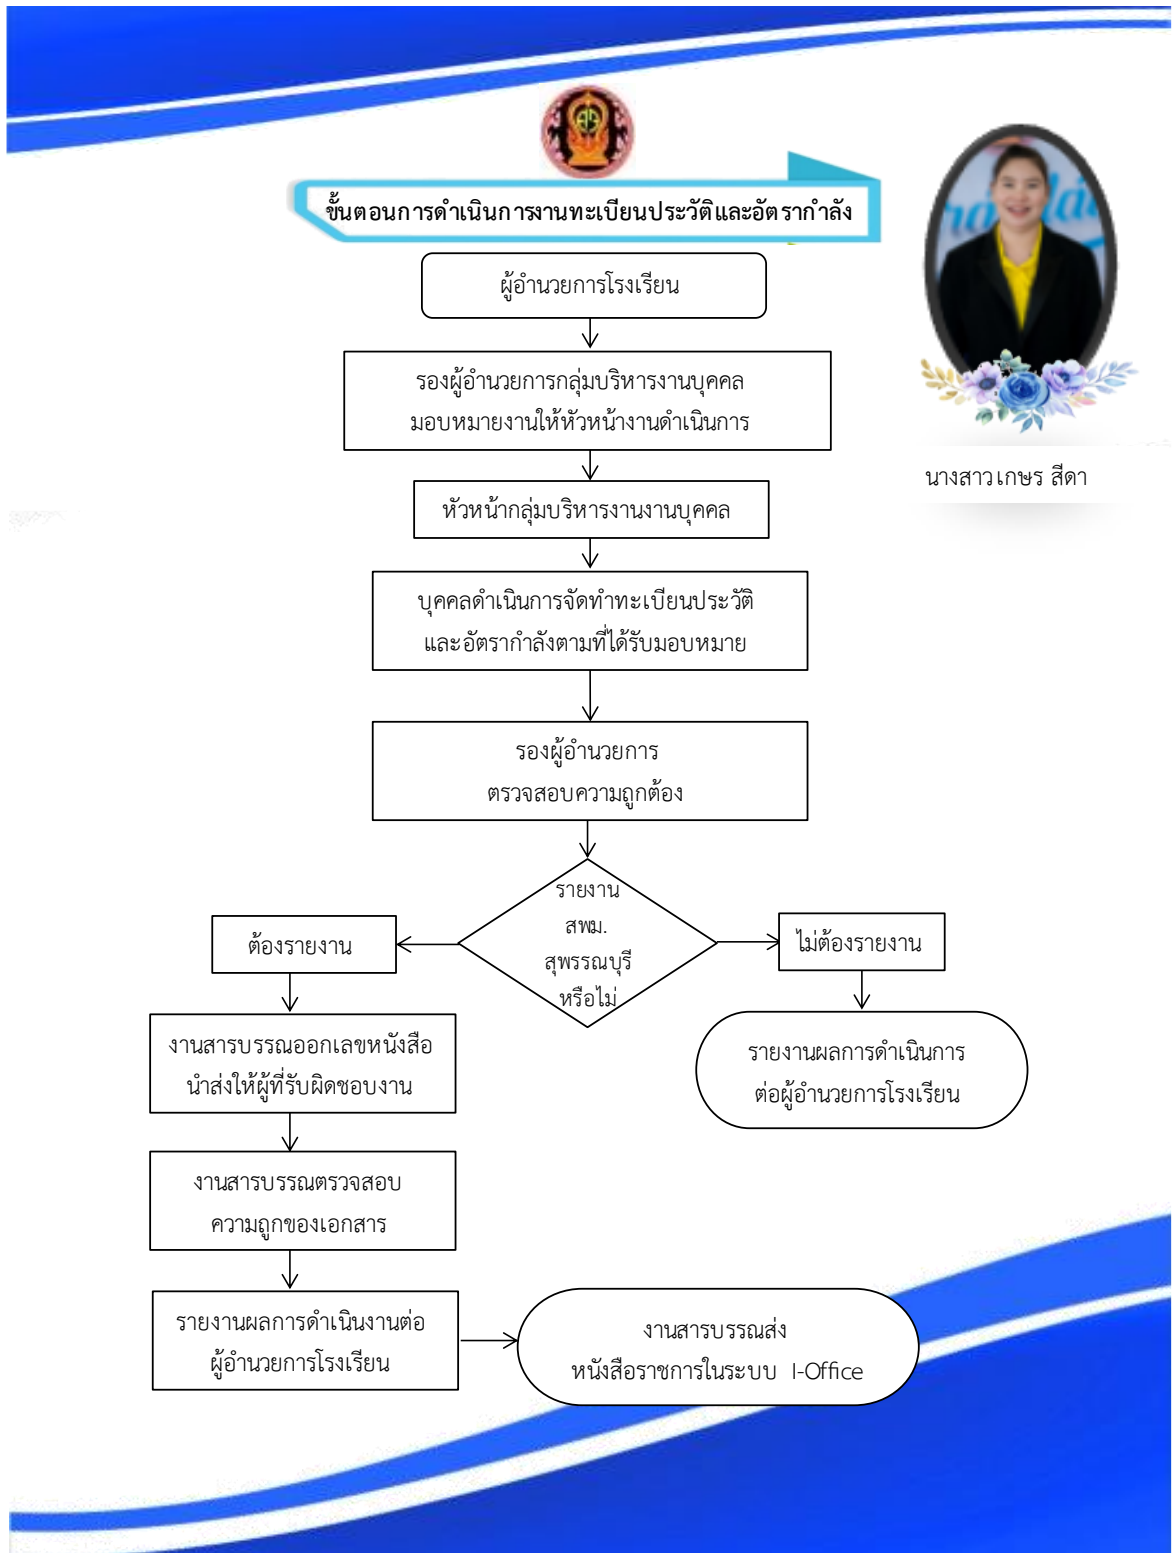 ขั้นตอนการดำเนินการงานทะเบียนประวัติและอัตรากำลัง
ผู้อำนวยการโรงเรียน
รองผู้อำนวยการกลุ่มบริหารงานบุคคล
มอบหมายงานให้หัวหน้างานดำเนินการ
นางสาวเกษร สีดา
หัวหน้ากลุ่มบริหารงานงานบุคคล
บุคคลดำเนินการจัดทำทะเบียนประวัติ
และอัตรากำลังตามที่ได้รับมอบหมาย
รองผู้อำนวยการ
ตรวจสอบความถูกต้อง
รายงาน
สพม.
สุพรรณบุรี
หรือไม่
ต้องรายงาน
ไม่ต้องรายงาน
งานสารบรรณออกเลขหนังสือ
นำส่งให้ผู้ที่รับผิดชอบงาน
รายงานผลการดำเนินการ
ต่อผู้อำนวยการโรงเรียน
งานสารบรรณตรวจสอบ
ความถูกของเอกสาร
รายงานผลการดำเนินงานต่อ
ผู้อำนวยการโรงเรียน
งานสารบรรณส่ง
หนังสือราชการในระบบ I-Office